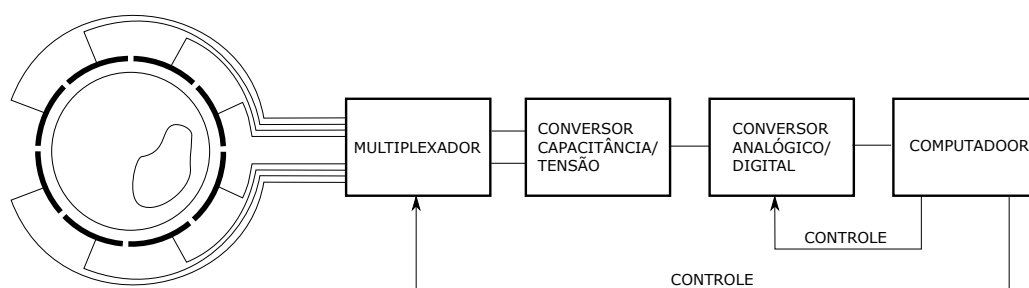 MULTIPLEXADOR
CONVERSOR
CAPACITÂNCIA/
TENSÃO
CONVERSOR
ANALÓGICO/
DIGITAL
COMPUTADOOR
CONTROLE
CONTROLE